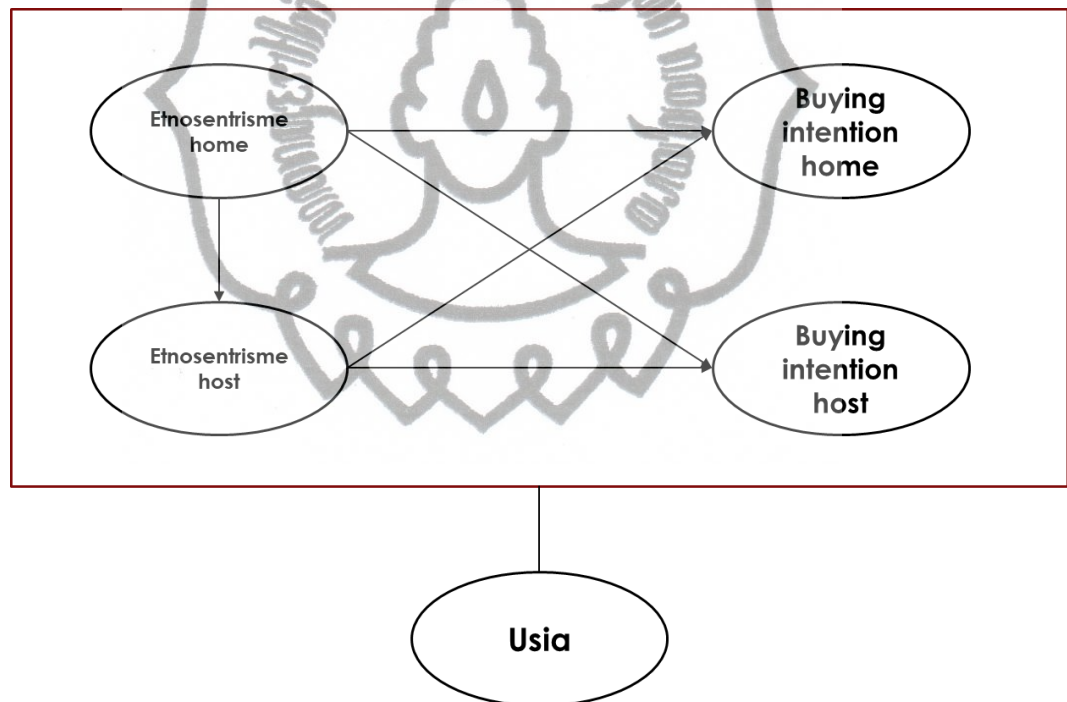 Etnosentrisme
home
Buying
intention
home
Etnosentrisme
host
Buying
intention
host
Usia